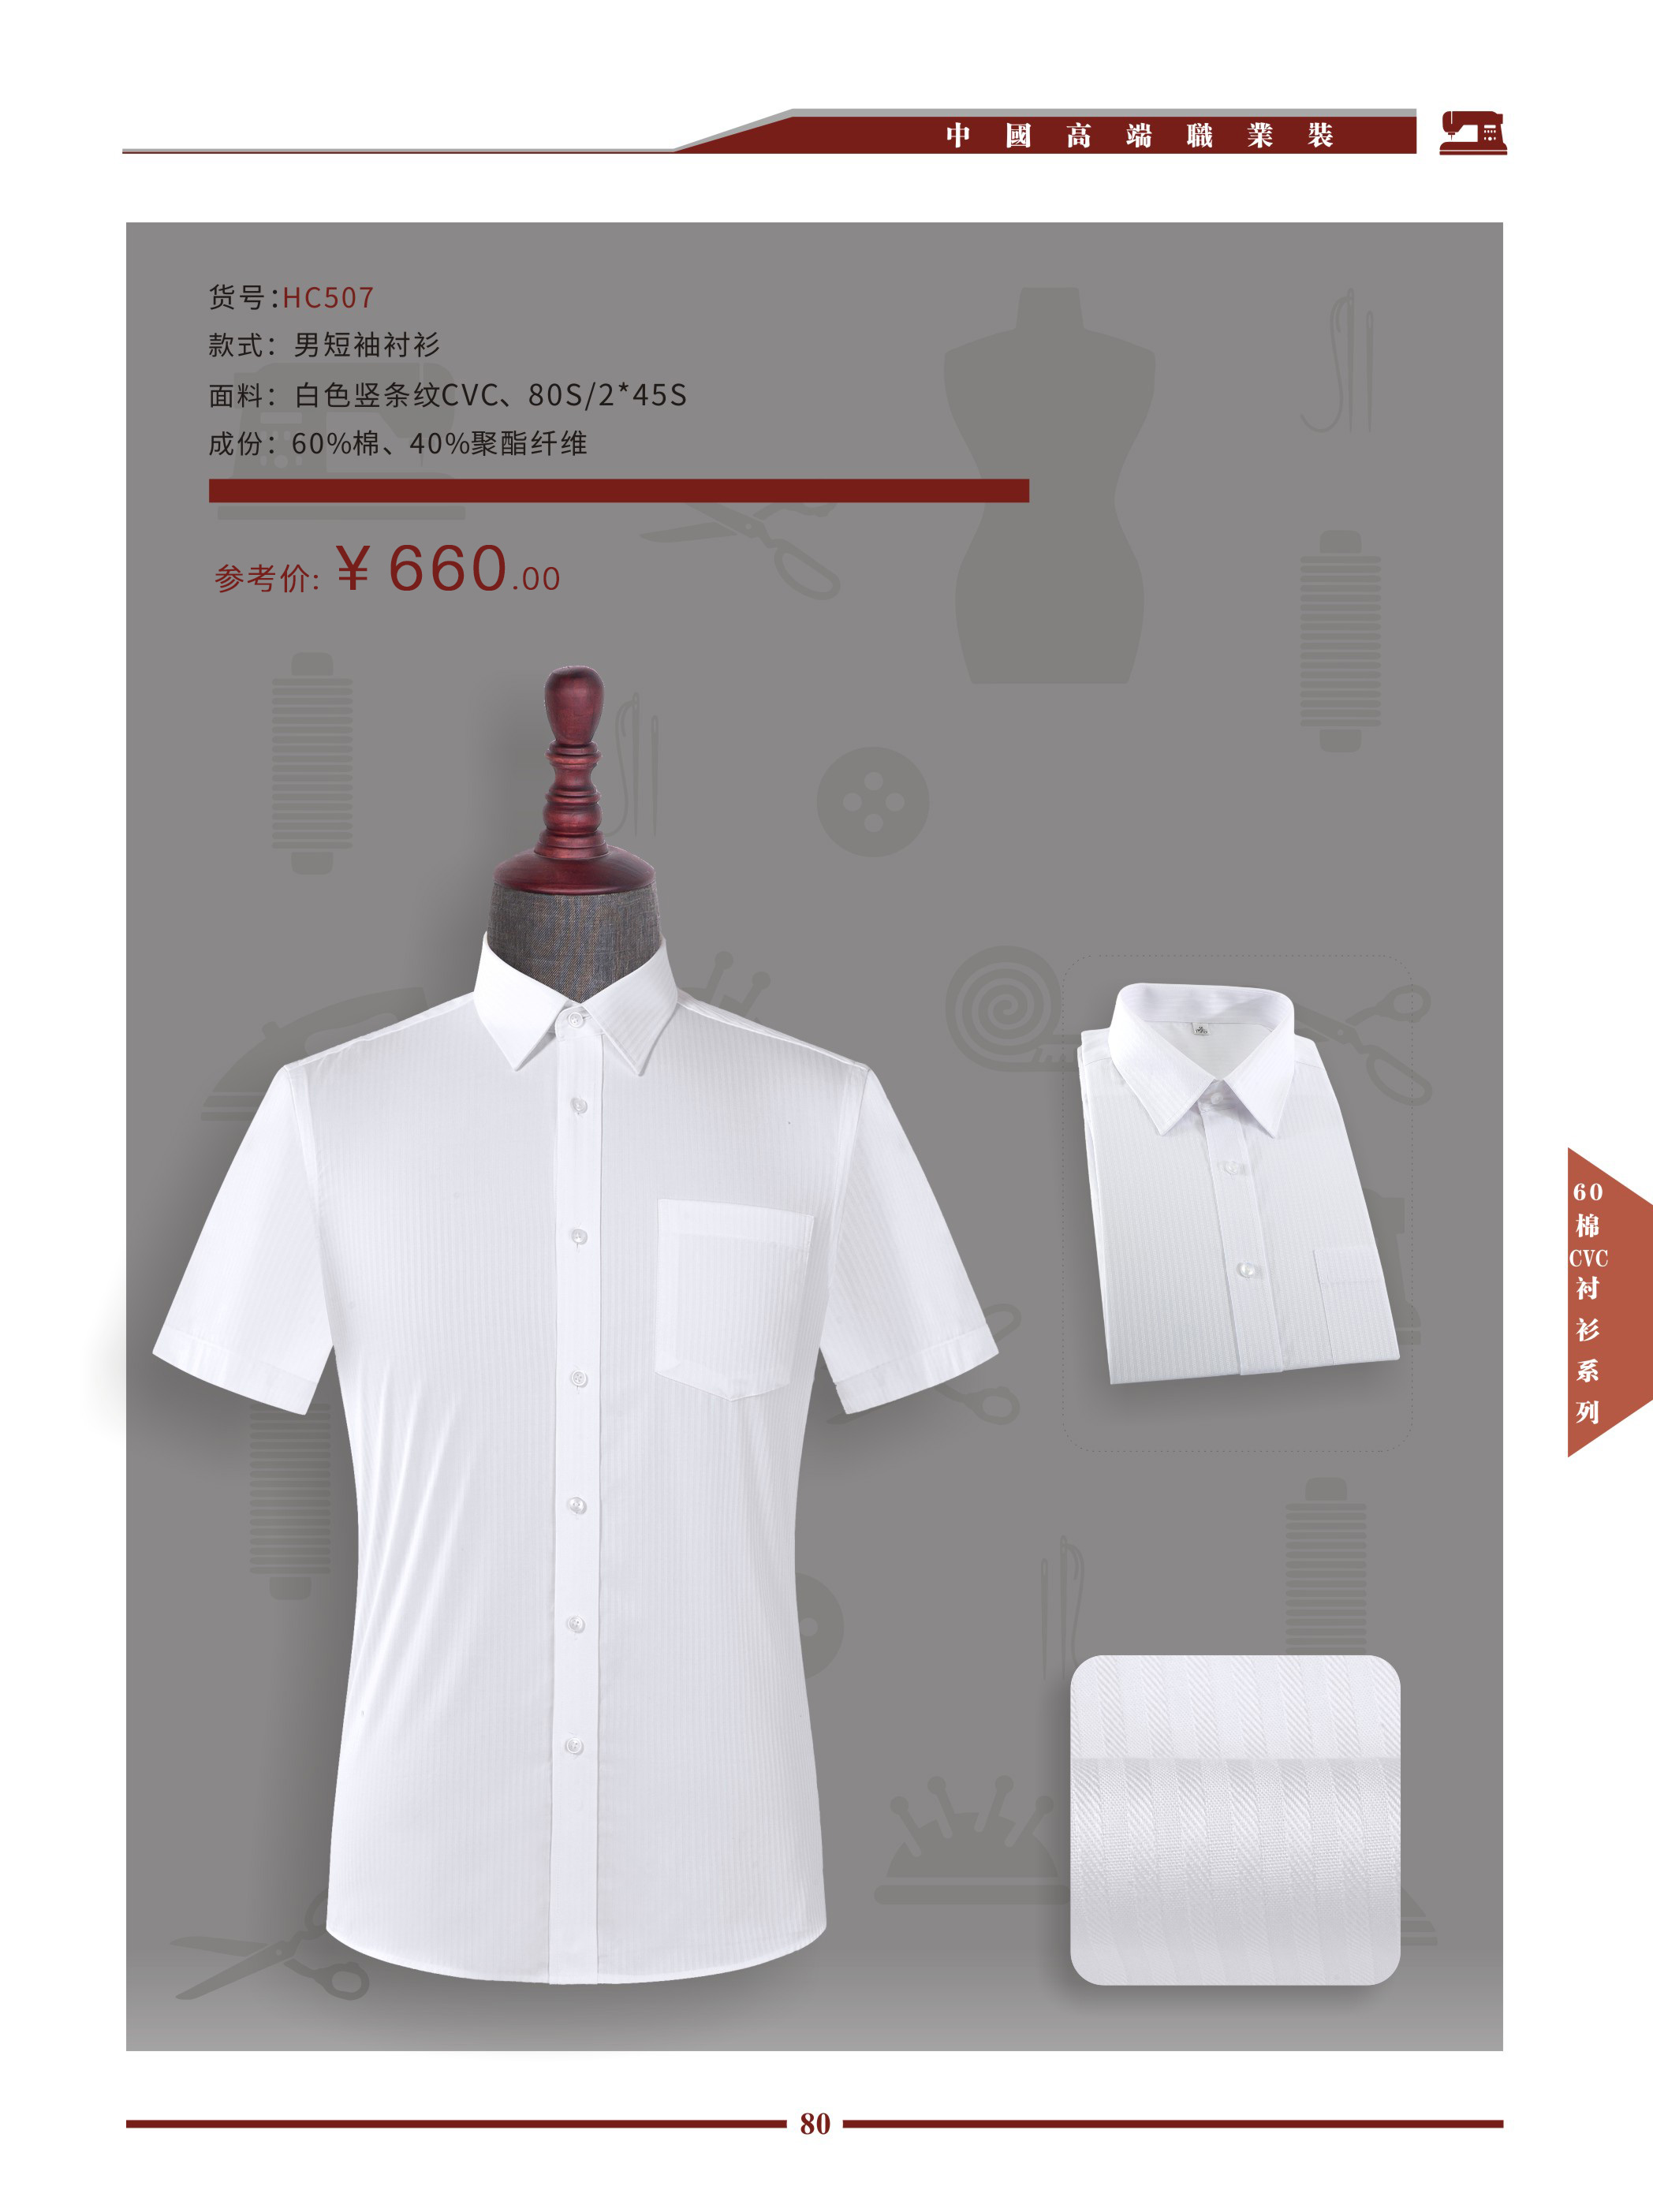 中國高端職業裝
货号:HC507
款式：男短袖衬衫
面料：白色竖条纹CVC、80S/2*45S
成份：60%棉、40%聚酯纤维
参考价: ¥ 660.00
60
棉
CVC
衬
衫
系
列
80